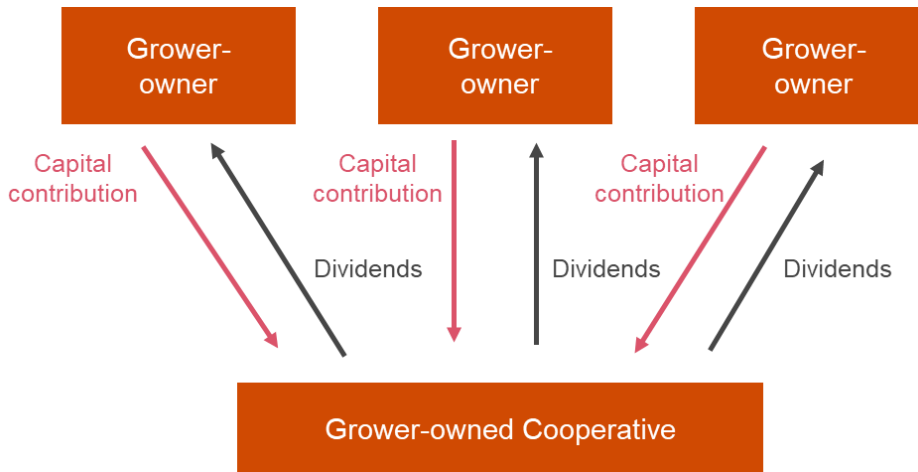 Grower-
owner
Grower-
owner
Grower-
owner
Capital
contribution
Capital
contribution
Capital
contribution
Dividends
Dividends
Dividends
Grower-owned Cooperative